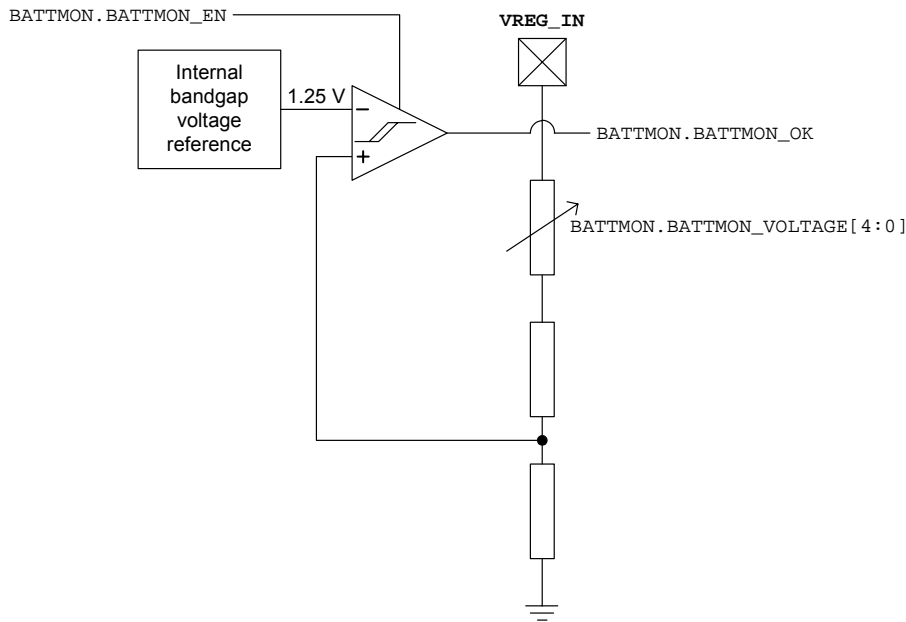 BATTMON.BATTMON_EN
VREG_IN
Internal
bandgap
voltage
reference
1.25 V
BATTMON.BATTMON_OK
BATTMON.BATTMON_VOLTAGE[4:0]